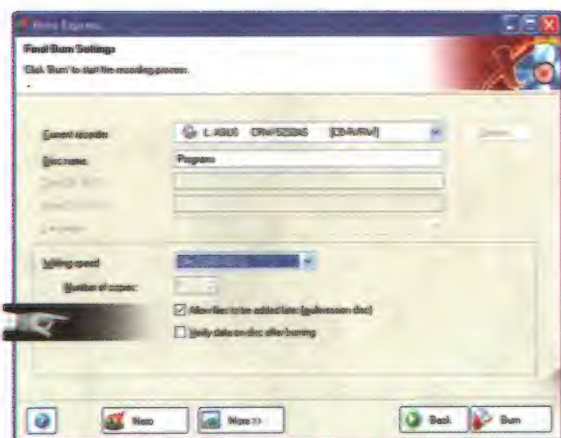 Nero Express
Final Burn Settings
Click 'Burn' to start the recording process.
Current recorder
L: ASUS CRW-5232AS [CD-R/RW]
Disc name:
Programs
Writing speed
Number of copies:
Allow files to be added later (multisession disc)
Verify data on disc after burning
Nero
More >>
Back
Burn